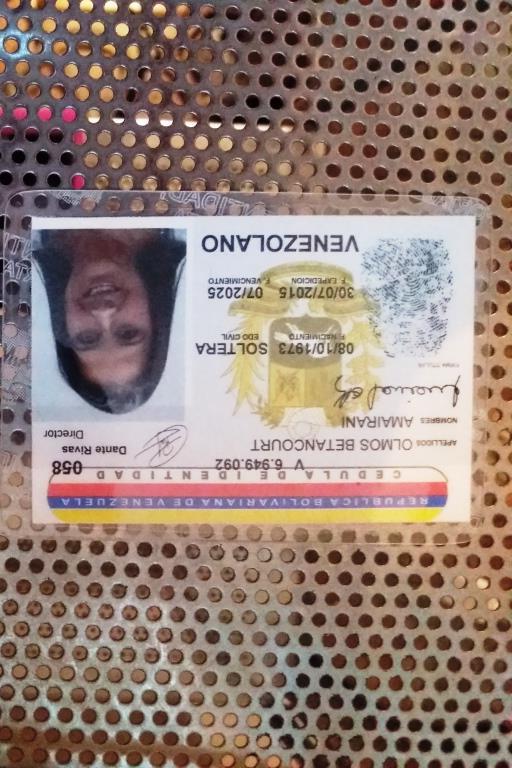 REPUBLICA BOLIVARIANA DE VENEZUELA
CEDULA DE IDENTIDAD
V 6.949.092
058
APELLIDOS OLMOS BETANCOURT
Dante Rivas
Director
NOMBRES AMAIRANI
FIRMA TITULAR
08/10/1973 SOLTERA
F. NACIMIENTO EDO CIVIL
30/07/2015 07/2025
F. EXPEDICION F. VENCIMIENTO
VENEZOLANO